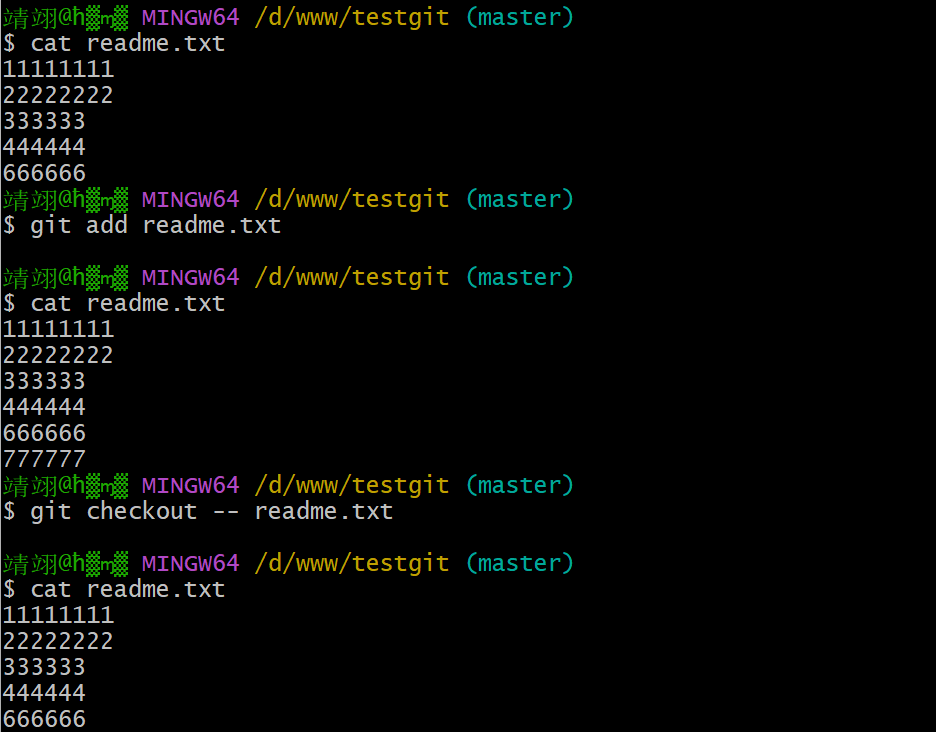 靖翊@ MINGW64 /d/www/testgit (master)
$ cat readme.txt
11111111
22222222
333333
444444
666666
靖翊@ MINGW64 /d/www/testgit (master)
$ git add readme.txt
靖翊@ MINGW64 /d/www/testgit (master)
$ cat readme.txt
11111111
22222222
333333
444444
666666
777777
靖翊@ MINGW64 /d/www/testgit (master)
$ git checkout -- readme.txt
靖翊@ MINGW64 /d/www/testgit (master)
$ cat readme.txt
11111111
22222222
333333
444444
666666